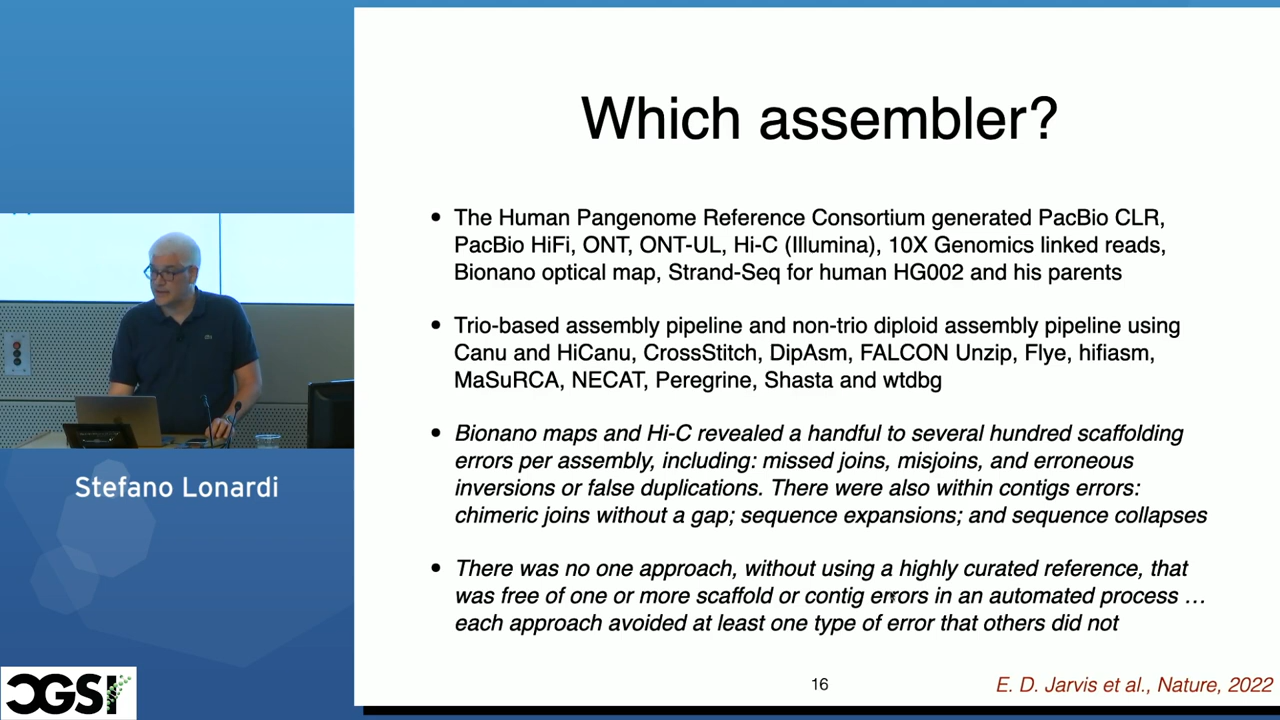 Which assembler?
• The Human Pangenome Reference Consortium generated PacBio CLR,
PacBio HiFi, ONT, ONT-UL, Hi-C (Illumina), 10X Genomics linked reads,
Bionano optical map, Strand-Seq for human HG002 and his parents
• Trio-based assembly pipeline and non-trio diploid assembly pipeline using
Canu and HiCanu, CrossStitch, DipAsm, FALCON Unzip, Flye, hifiasm,
MaSuRCA, NECAT, Peregrine, Shasta and wtdbg
• Bionano maps and Hi-C revealed a handful to several hundred scaffolding
errors per assembly, including: missed joins, misjoins, and erroneous
inversions or false duplications. There were also within contigs errors:
chimeric joins without a gap; sequence expansions; and sequence collapses
• There was no one approach, without using a highly curated reference, that
was free of one or more scaffold or contig errors in an automated process …
each approach avoided at least one type of error that others did not
16
E. D. Jarvis et al., Nature, 2022
Stefano Lonardi
CGSI